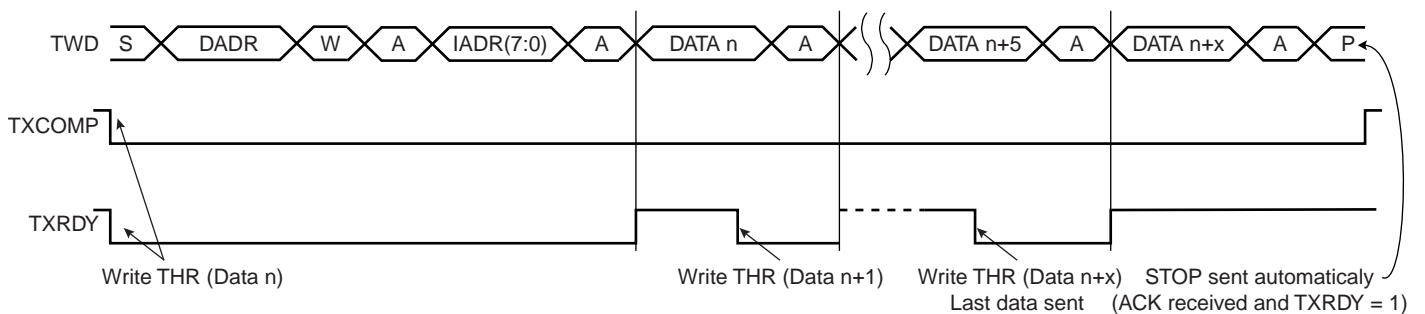 TWD S DADR W A IADR(7:0) A DATA n A DATA n+5 A DATA n+x A P
TXCOMP
TXRDY
Write THR (Data n) Write THR (Data n+1) Write THR (Data n+x) STOP sent automaticaly
Last data sent (ACK received and TXRDY = 1)